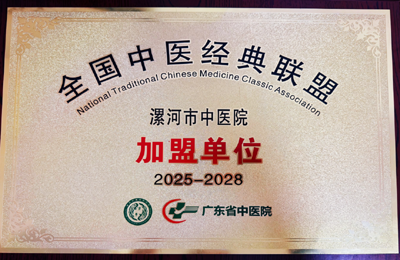 全国中医经典联盟
National Traditional Chinese Medicine Classic Association
漯河市中医院
加盟单位
2025-2028
广东省中医院